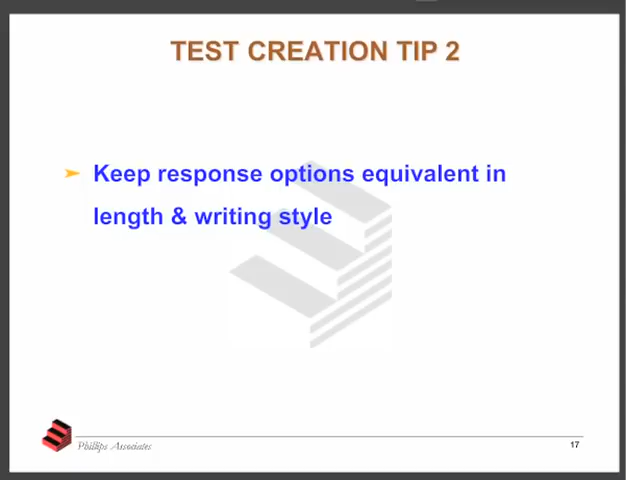 TEST CREATION TIP 2
Keep response options equivalent in
length & writing style
Phillips Associates
17